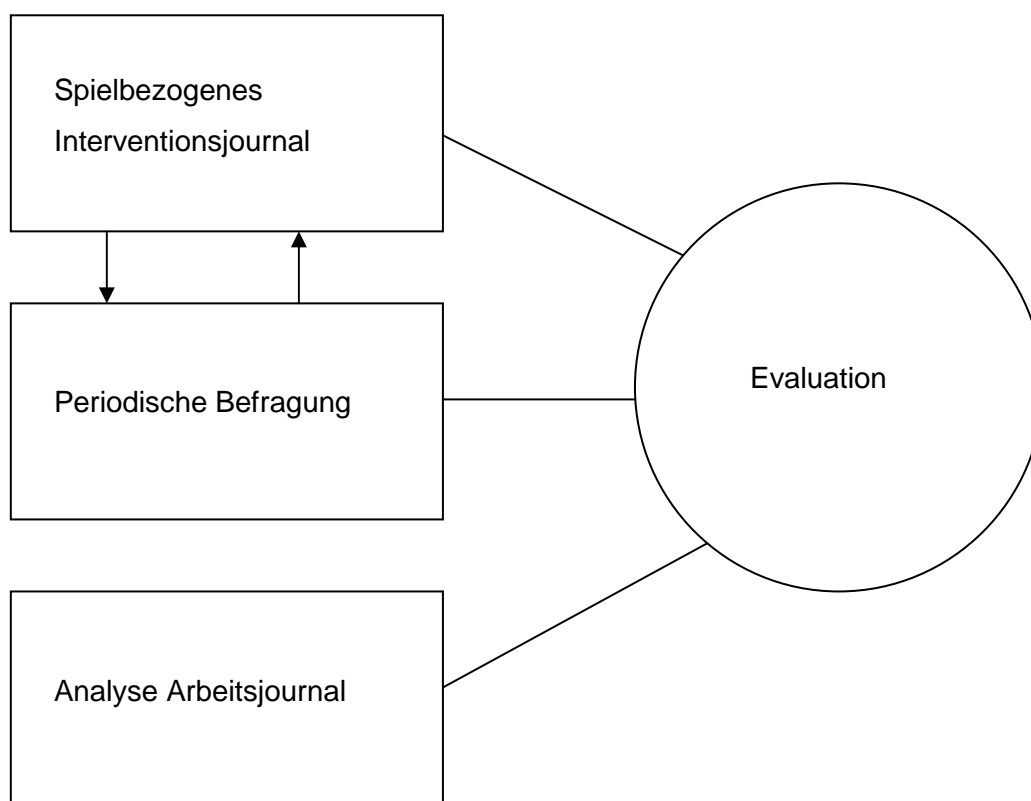 Spielbezogenes
Interventionsjournal
Periodische Befragung
Evaluation
Analyse Arbeitsjournal